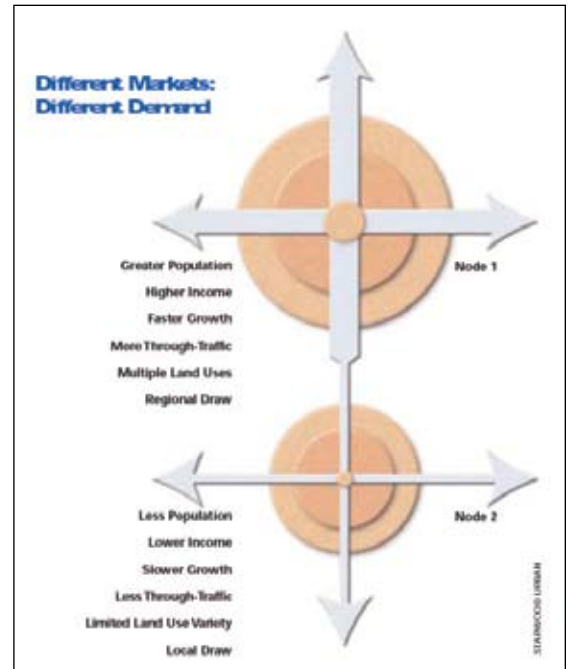 Different Markets:
Different Demand
Greater Population
Higher Income
Faster Growth
More Through-Traffic
Multiple Land Uses
Regional Draw
Node 1
Less Population
Lower Income
Slower Growth
Less Through-Traffic
Limited Land Use Variety
Local Draw
Node 2
STARWOOD URBAN